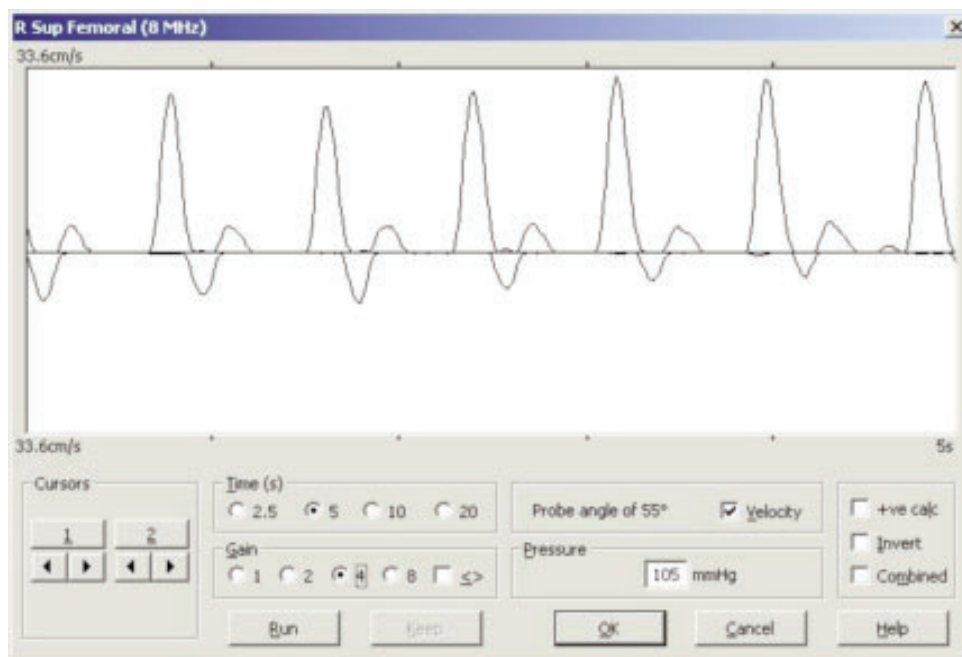 R Sup Femoral (8 MHz)
33.6cm/s
33.6cm/s 5s
Cursors
1 2
Time (s)
2.5 5 10 20
Gain
1 2 4 8 <>
Probe angle of 55° Velocity
Pressure
105 mmHg
+ve calc
Invert
Combined
Run Keep OK Cancel Help